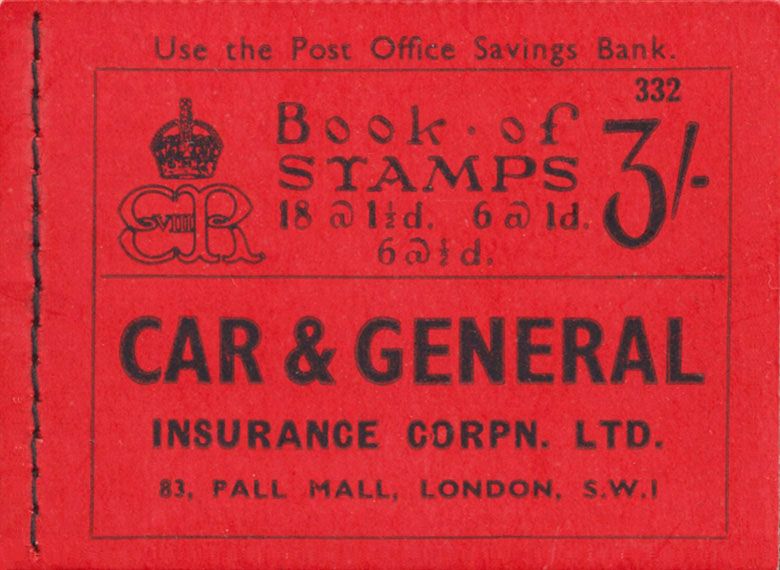 Use the Post Office Savings Bank.
332
Book · of
STAMPS
3/-
18 @ 1½d. 6 @ 1d.
6 @ ½d.
EVIIIR
CAR & GENERAL
INSURANCE CORPN. LTD.
83, PALL MALL, LONDON, S.W.1